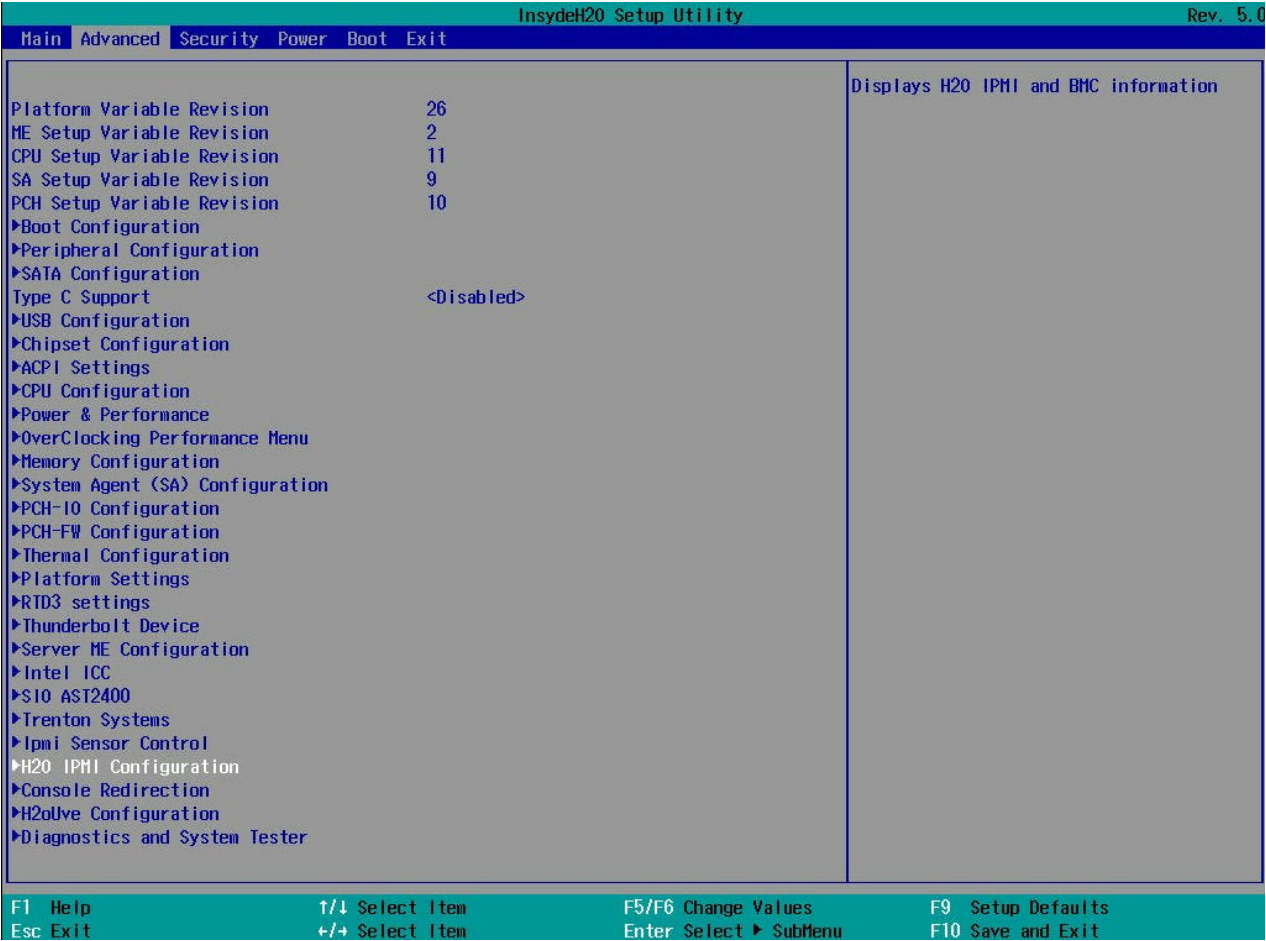 InsydeH20 Setup Utility Rev. 5.0
Main Advanced Security Power Boot Exit
Displays H20 IPMI and BMC information
Platform Variable Revision 26
ME Setup Variable Revision 2
CPU Setup Variable Revision 11
SA Setup Variable Revision 9
PCH Setup Variable Revision 10
▶Boot Configuration
▶Peripheral Configuration
▶SATA Configuration
Type C Support <Disabled>
▶USB Configuration
▶Chipset Configuration
▶ACPI Settings
▶CPU Configuration
▶Power & Performance
▶OverClocking Performance Menu
▶Memory Configuration
▶System Agent (SA) Configuration
▶PCH-IO Configuration
▶PCH-FW Configuration
▶Thermal Configuration
▶Platform Settings
▶RTD3 settings
▶Thunderbolt Device
▶Server ME Configuration
▶Intel ICC
▶SIO AST2400
▶Trenton Systems
▶Ipmi Sensor Control
▶H20 IPMI Configuration
▶Console Redirection
▶H2oUve Configuration
▶Diagnostics and System Tester
F1 Help ↑/↓ Select Item F5/F6 Change Values F9 Setup Defaults
Esc Exit ←/→ Select Item Enter Select ▶ SubMenu F10 Save and Exit